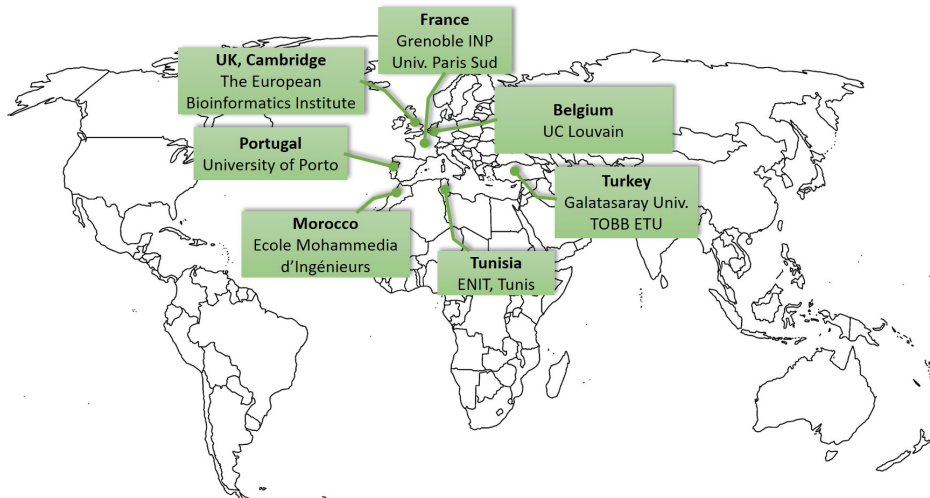 France
Grenoble INP
Univ. Paris Sud
UK, Cambridge
The European
Bioinformatics Institute
Belgium
UC Louvain
Portugal
University of Porto
Turkey
Galatasaray Univ.
TOBB ETU
Morocco
Ecole Mohammedia
d'Ingénieurs
Tunisia
ENIT, Tunis